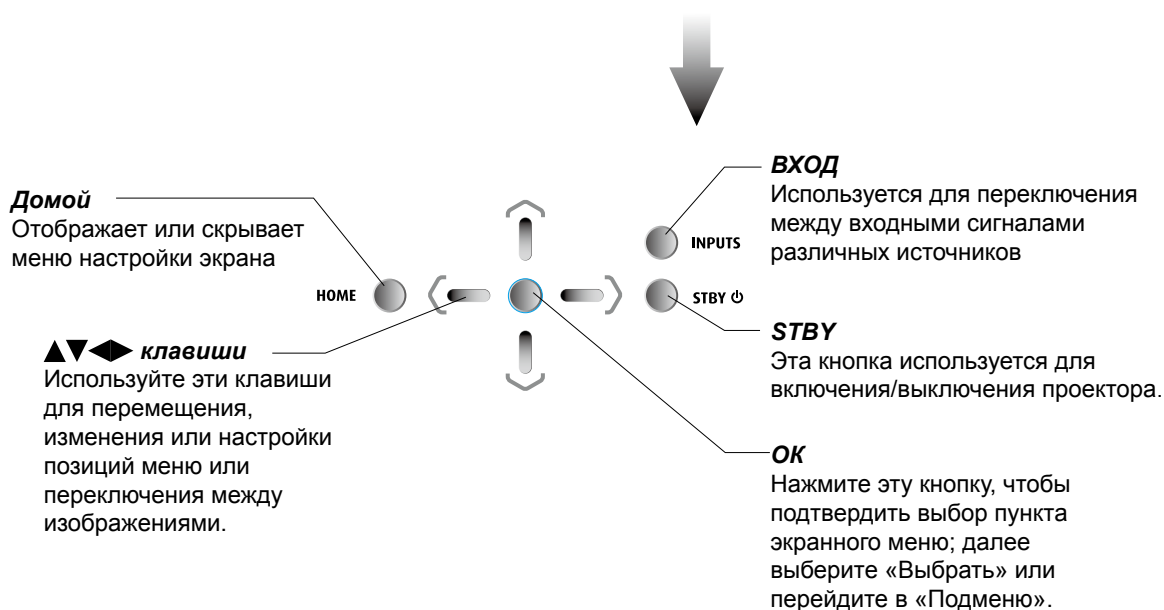 Домой
Отображает или скрывает
меню настройки экрана
HOME
▲▼◀▶ клавиши
Используйте эти клавиши
для перемещения,
изменения или настройки
позиций меню или
переключения между
изображениями.
ВХОД
Используется для переключения
между входными сигналами
различных источников
INPUTS
STBY ⏻
STBY
Эта кнопка используется для
включения/выключения проектора.
ОК
Нажмите эту кнопку, чтобы
подтвердить выбор пункта
экранного меню; далее
выберите «Выбрать» или
перейдите в «Подменю».